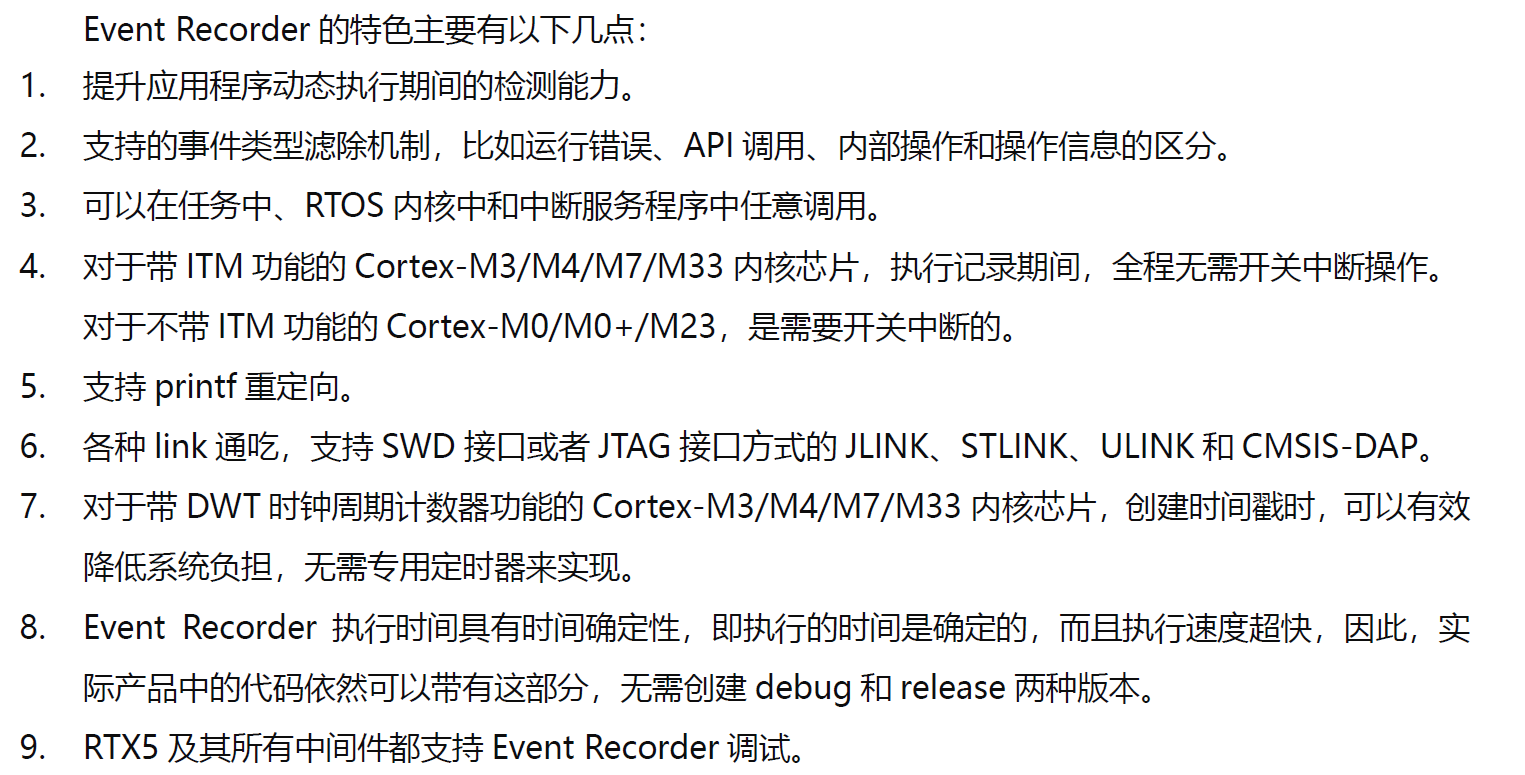 Event Recorder 的特色主要有以下几点：
1. 提升应用程序动态执行期间的检测能力。
2. 支持的事件类型滤除机制，比如运行错误、API 调用、内部操作和操作信息的区分。
3. 可以在任务中、RTOS 内核中和中断服务程序中任意调用。
4. 对于带 ITM 功能的 Cortex-M3/M4/M7/M33 内核芯片，执行记录期间，全程无需开关中断操作。
对于不带 ITM 功能的 Cortex-M0/M0+/M23，是需要开关中断的。
5. 支持 printf 重定向。
6. 各种 link 通吃，支持 SWD 接口或者 JTAG 接口方式的 JLINK、STLINK、ULINK 和 CMSIS-DAP。
7. 对于带 DWT 时钟周期计数器功能的 Cortex-M3/M4/M7/M33 内核芯片，创建时间戳时，可以有效
降低系统负担，无需专用定时器来实现。
8. Event Recorder 执行时间具有时间确定性，即执行的时间是确定的，而且执行速度超快，因此，实
际产品中的代码依然可以带有这部分，无需创建 debug 和 release 两种版本。
9. RTX5 及其所有中间件都支持 Event Recorder 调试。